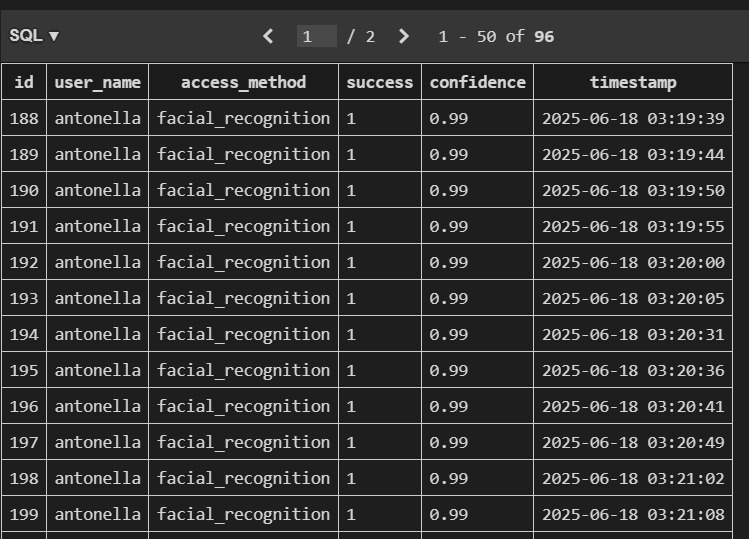 SQL ▼ < 1 / 2 > 1 - 50 of 96
id user_name access_method success confidence timestamp
188 antonella facial_recognition 1 0.99 2025-06-18 03:19:39
189 antonella facial_recognition 1 0.99 2025-06-18 03:19:44
190 antonella facial_recognition 1 0.99 2025-06-18 03:19:50
191 antonella facial_recognition 1 0.99 2025-06-18 03:19:55
192 antonella facial_recognition 1 0.99 2025-06-18 03:20:00
193 antonella facial_recognition 1 0.99 2025-06-18 03:20:05
194 antonella facial_recognition 1 0.99 2025-06-18 03:20:31
195 antonella facial_recognition 1 0.99 2025-06-18 03:20:36
196 antonella facial_recognition 1 0.99 2025-06-18 03:20:41
197 antonella facial_recognition 1 0.99 2025-06-18 03:20:49
198 antonella facial_recognition 1 0.99 2025-06-18 03:21:02
199 antonella facial_recognition 1 0.99 2025-06-18 03:21:08